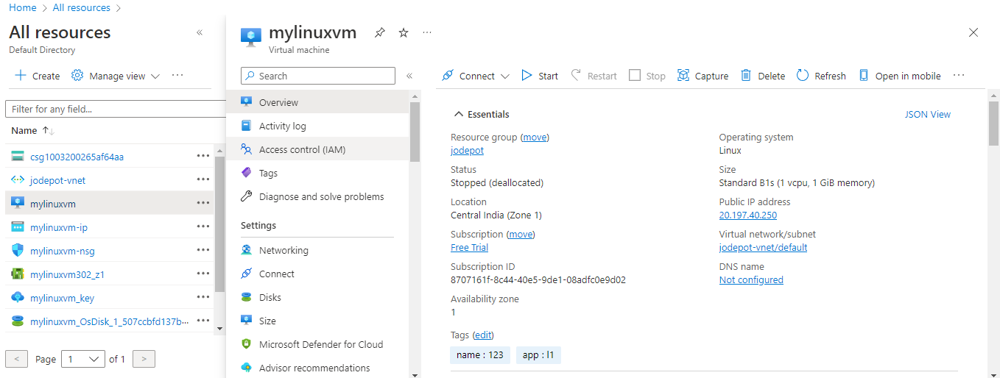 Home > All resources >
All resources «
Default Directory
+ Create Manage view ···
Filter for any field...
Name ↑↓
csg1003200265af64aa ···
jodepot-vnet ···
mylinuxvm ···
mylinuxvm-ip ···
mylinuxvm-nsg ···
mylinuxvm302_z1 ···
mylinuxvm_key ···
mylinuxvm_OsDisk_1_507ccbfd137b... ···
< Page 1 of 1 >
mylinuxvm ···
Virtual machine
Search «
Overview
Activity log
Access control (IAM)
Tags
Diagnose and solve problems
Settings
Networking
Connect
Disks
Size
Microsoft Defender for Cloud
Advisor recommendations
Connect Start Restart Stop Capture Delete Refresh Open in mobile ···
Essentials JSON View
Resource group (move)
jodepot
Status
Stopped (deallocated)
Location
Central India (Zone 1)
Subscription (move)
Free Trial
Subscription ID
8707161f-8c44-40e5-9de1-08adfc0e9d02
Availability zone
1
Operating system
Linux
Size
Standard B1s (1 vcpu, 1 GiB memory)
Public IP address
20.197.40.250
Virtual network/subnet
jodepot-vnet/default
DNS name
Not configured
Tags (edit)
name : 123 app : l1